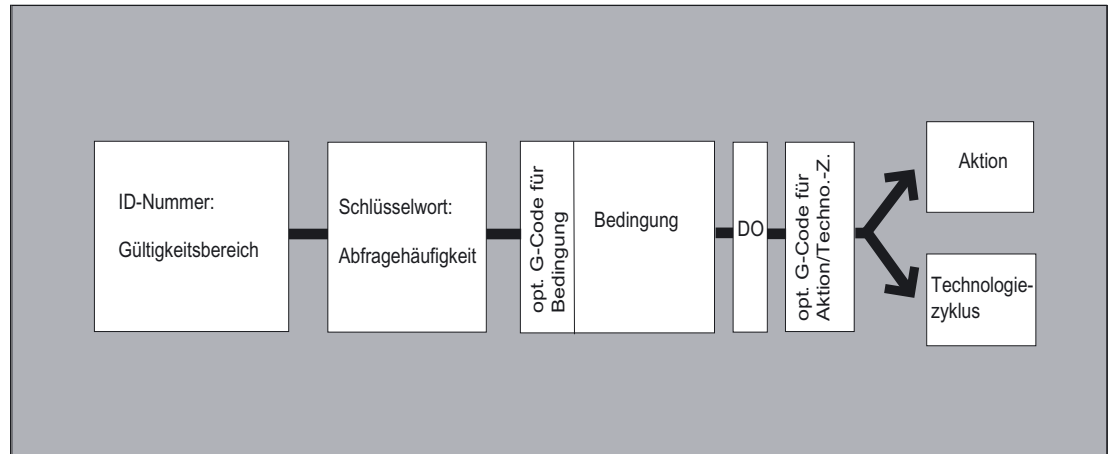 ID-Nummer:
Gültigkeitsbereich
Schlüsselwort:
Abfragehäufigkeit
opt. G-Code für
Bedingung
Bedingung
DO
opt. G-Code für
Aktion/Techno.-Z.
Aktion
Technologie-
zyklus